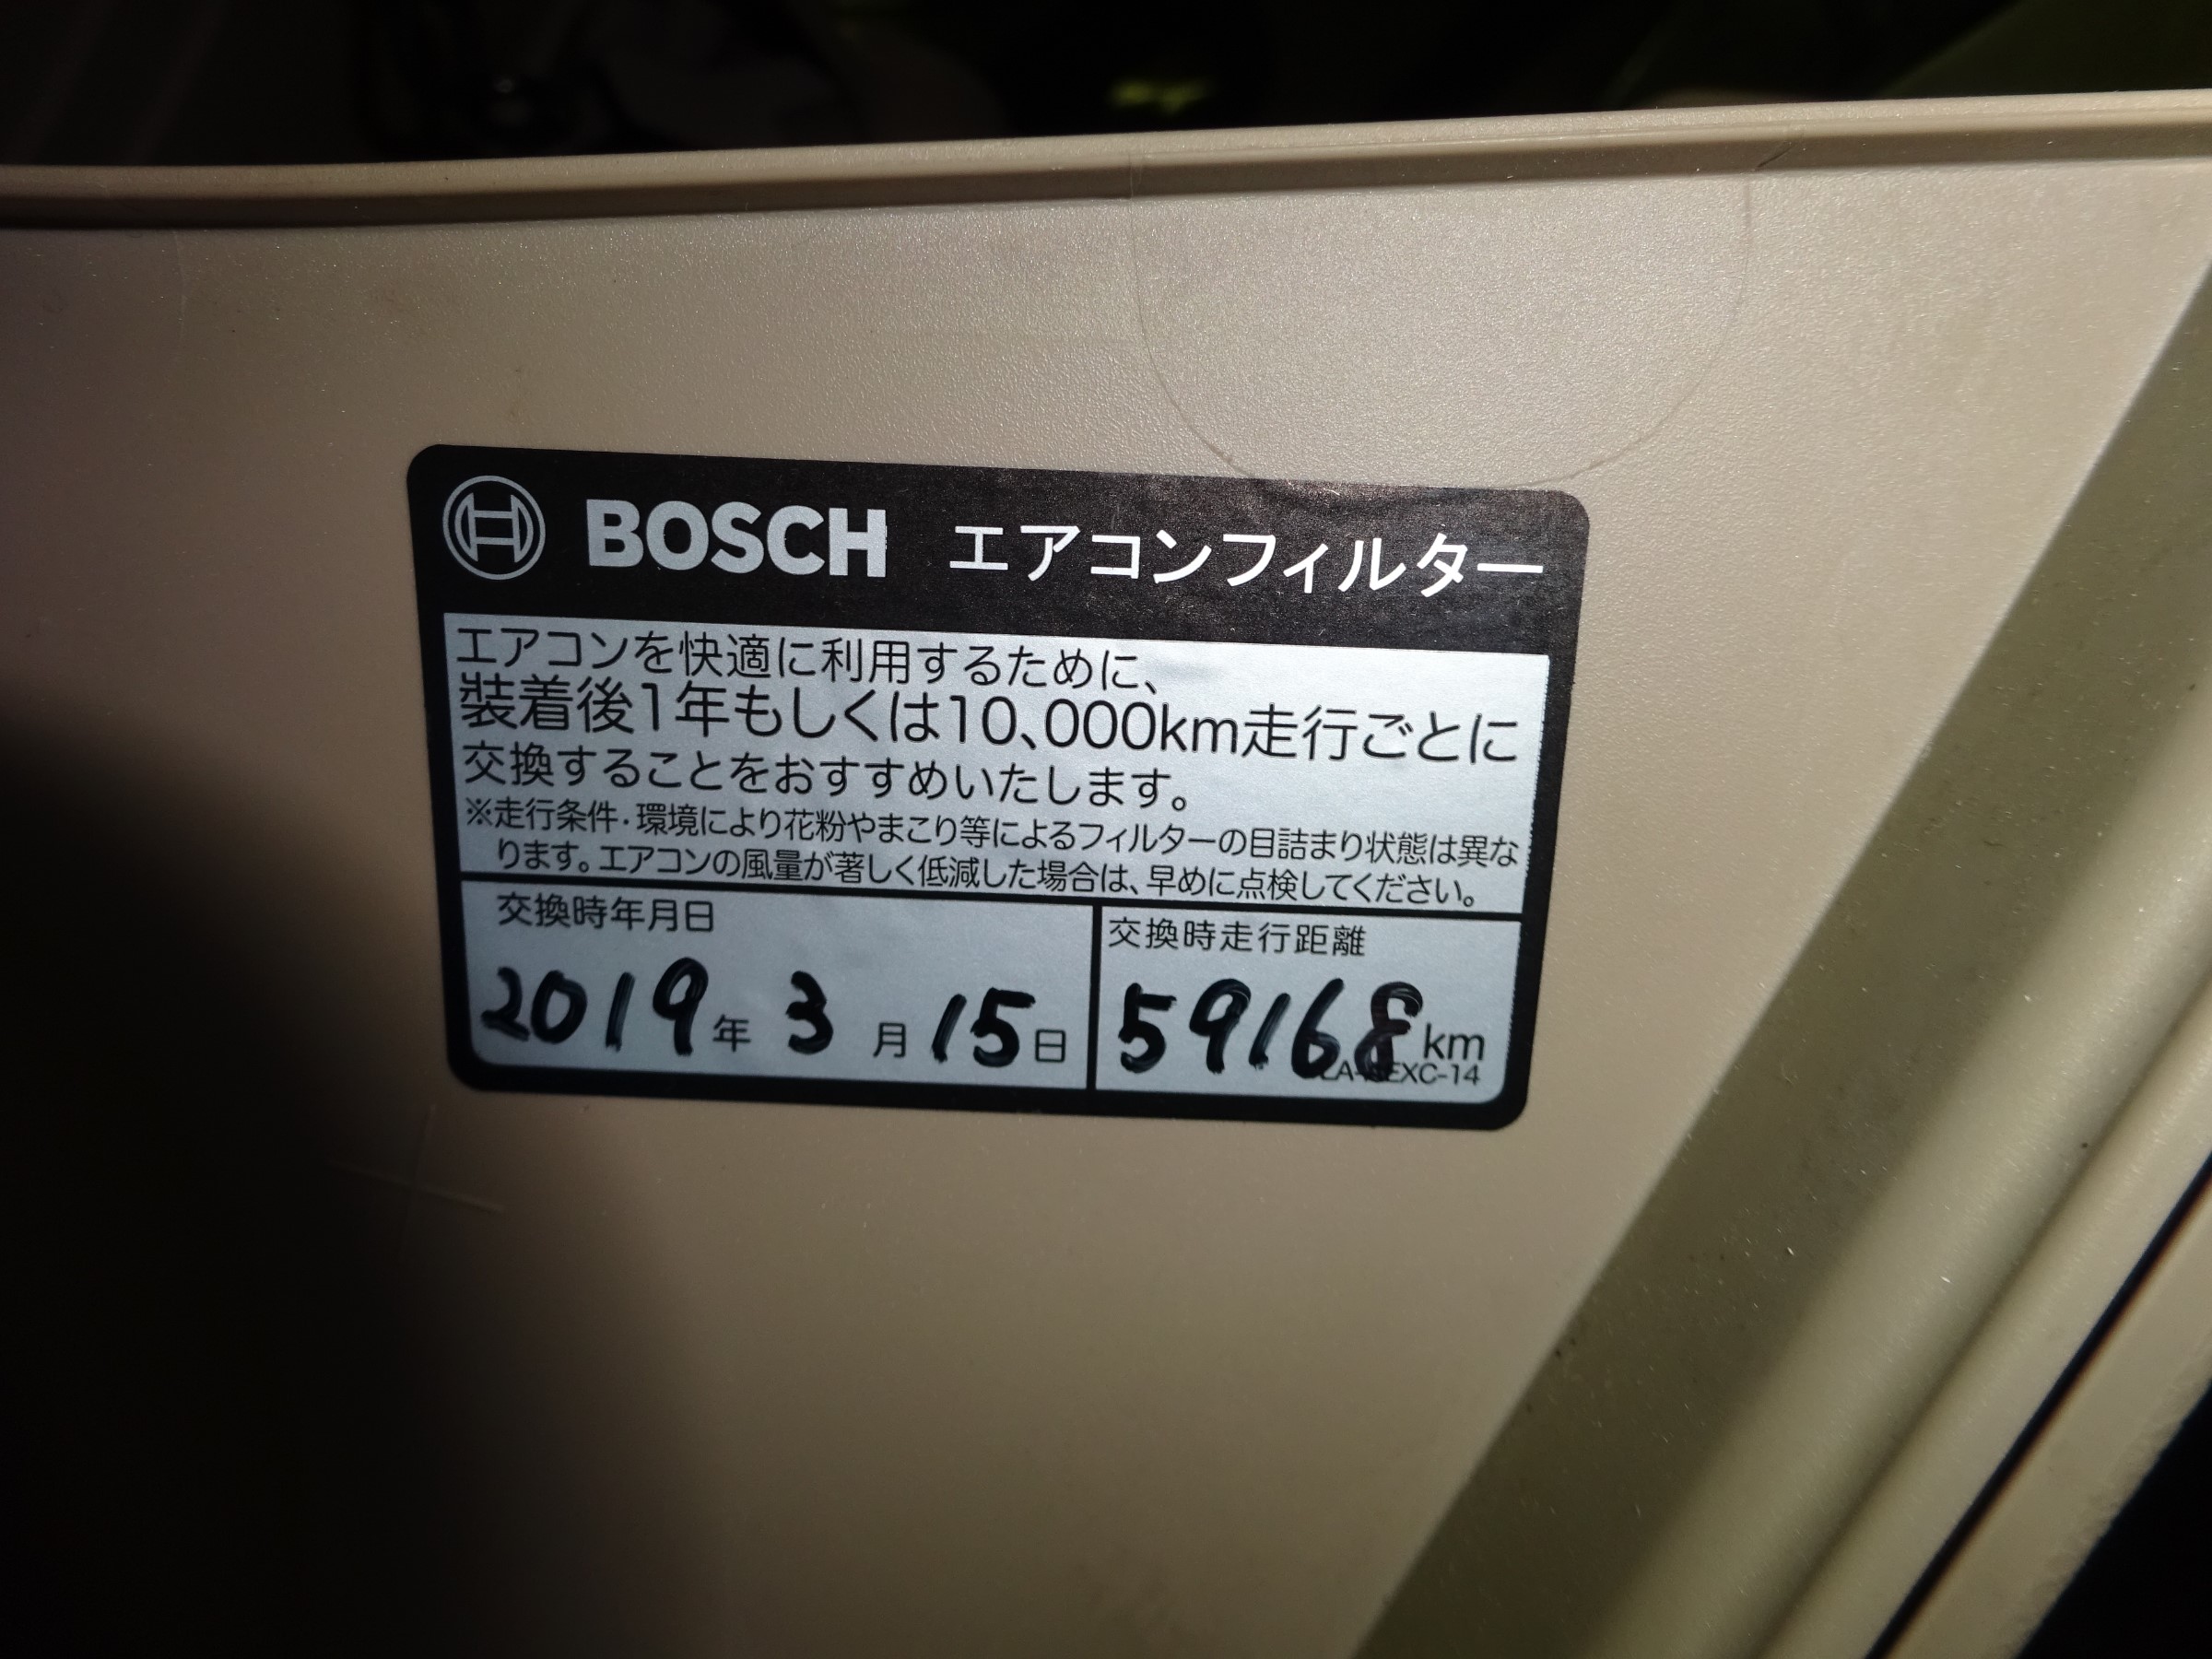 BOSCH エアコンフィルター
エアコンを快適に利用するために、
装着後1年もしくは10、000km走行ごとに
交換することをおすすめいたします。
※走行条件・環境により花粉やまこり等によるフィルターの目詰まり状態は異な
ります。エアコンの風量が著しく低減した場合は、早めに点検してください。
交換時年月日
2019年 3月 15日
交換時走行距離
59168km